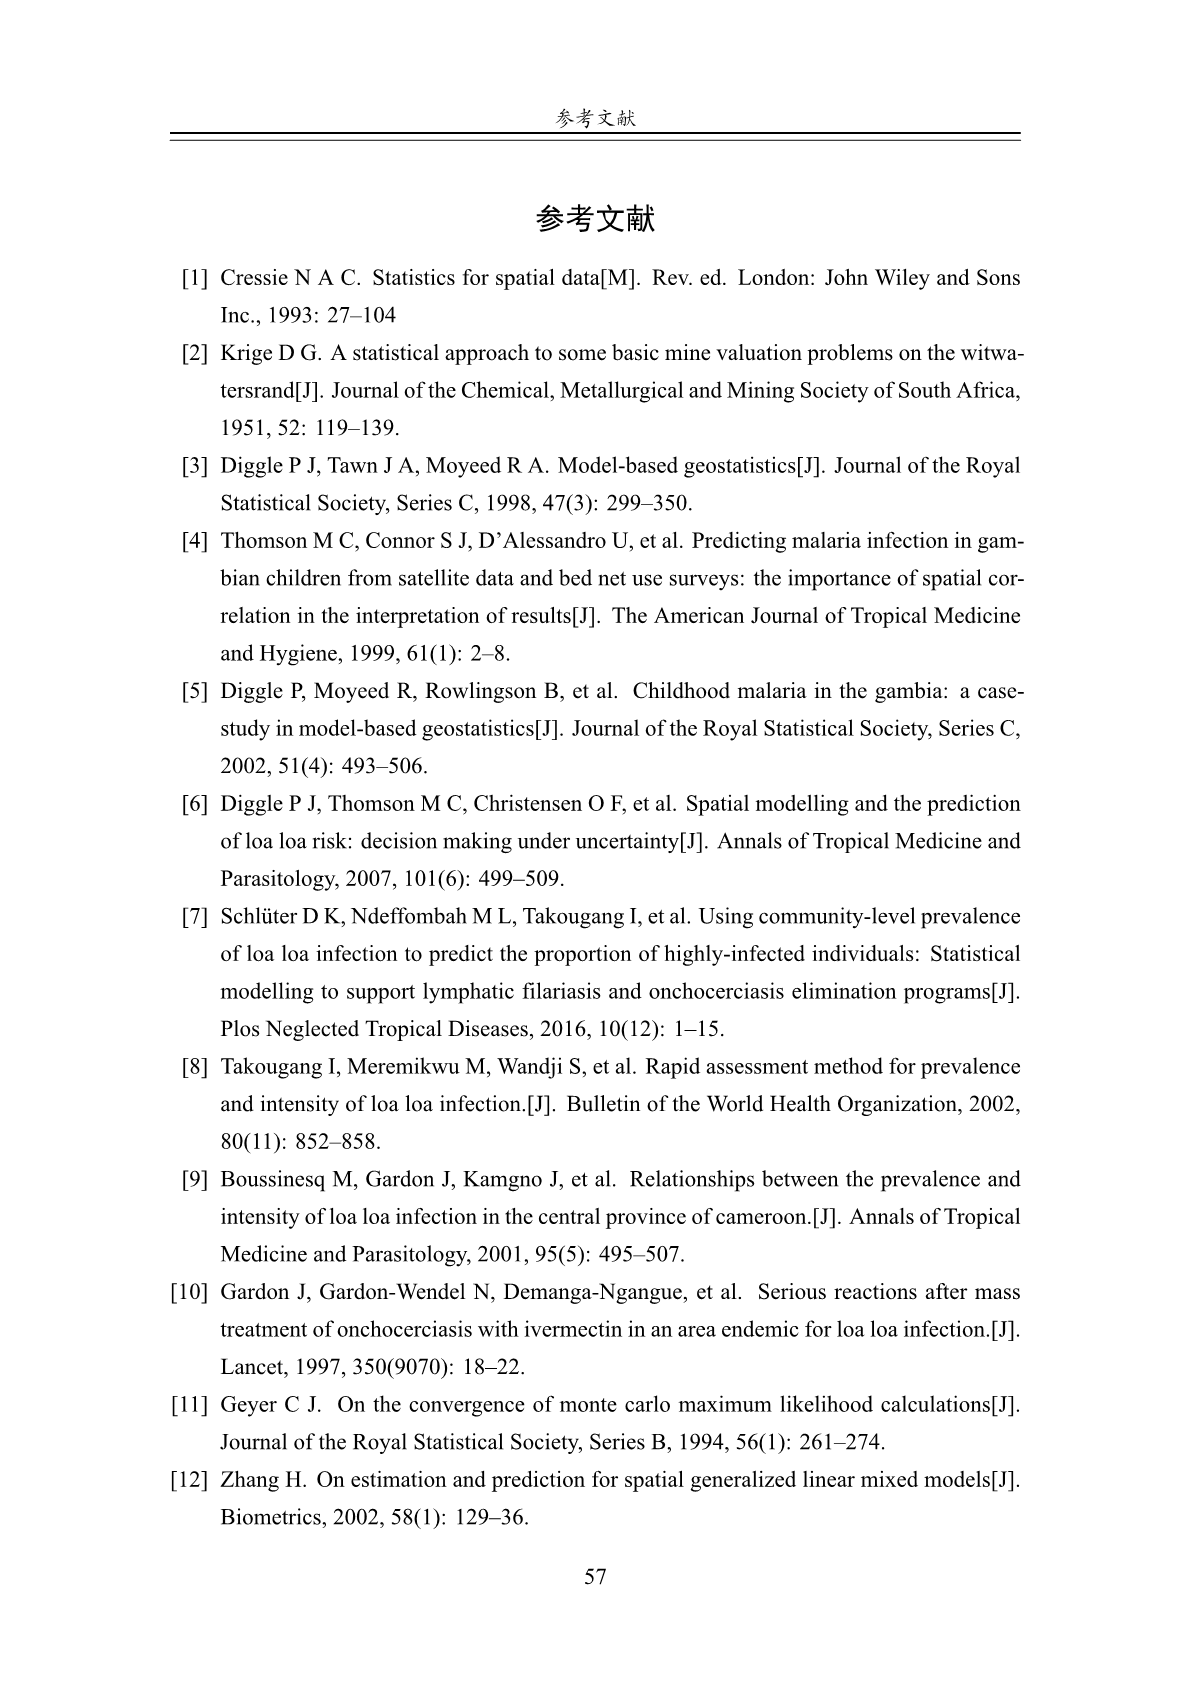 参考文献
参考文献
[1] Cressie N A C. Statistics for spatial data[M]. Rev. ed. London: John Wiley and Sons
Inc., 1993: 27–104
[2] Krige D G. A statistical approach to some basic mine valuation problems on the witwa-
tersrand[J]. Journal of the Chemical, Metallurgical and Mining Society of South Africa,
1951, 52: 119–139.
[3] Diggle P J, Tawn J A, Moyeed R A. Model-based geostatistics[J]. Journal of the Royal
Statistical Society, Series C, 1998, 47(3): 299–350.
[4] Thomson M C, Connor S J, D’Alessandro U, et al. Predicting malaria infection in gam-
bian children from satellite data and bed net use surveys: the importance of spatial cor-
relation in the interpretation of results[J]. The American Journal of Tropical Medicine
and Hygiene, 1999, 61(1): 2–8.
[5] Diggle P, Moyeed R, Rowlingson B, et al. Childhood malaria in the gambia: a case-
study in model-based geostatistics[J]. Journal of the Royal Statistical Society, Series C,
2002, 51(4): 493–506.
[6] Diggle P J, Thomson M C, Christensen O F, et al. Spatial modelling and the prediction
of loa loa risk: decision making under uncertainty[J]. Annals of Tropical Medicine and
Parasitology, 2007, 101(6): 499–509.
[7] Schlüter D K, Ndeffombah M L, Takougang I, et al. Using community-level prevalence
of loa loa infection to predict the proportion of highly-infected individuals: Statistical
modelling to support lymphatic filariasis and onchocerciasis elimination programs[J].
Plos Neglected Tropical Diseases, 2016, 10(12): 1–15.
[8] Takougang I, Meremikwu M, Wandji S, et al. Rapid assessment method for prevalence
and intensity of loa loa infection.[J]. Bulletin of the World Health Organization, 2002,
80(11): 852–858.
[9] Boussinesq M, Gardon J, Kamgno J, et al. Relationships between the prevalence and
intensity of loa loa infection in the central province of cameroon.[J]. Annals of Tropical
Medicine and Parasitology, 2001, 95(5): 495–507.
[10] Gardon J, Gardon-Wendel N, Demanga-Ngangue, et al. Serious reactions after mass
treatment of onchocerciasis with ivermectin in an area endemic for loa loa infection.[J].
Lancet, 1997, 350(9070): 18–22.
[11] Geyer C J. On the convergence of monte carlo maximum likelihood calculations[J].
Journal of the Royal Statistical Society, Series B, 1994, 56(1): 261–274.
[12] Zhang H. On estimation and prediction for spatial generalized linear mixed models[J].
Biometrics, 2002, 58(1): 129–36.
57